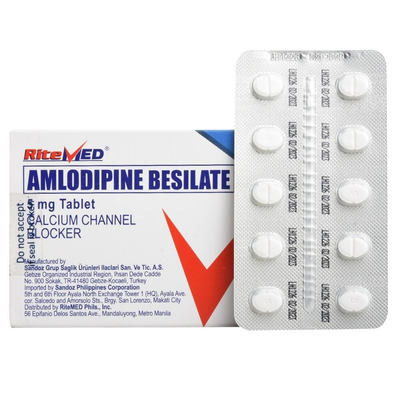 RiteMED®
AMLODIPINE BESILATE
mg Tablet
CALCIUM CHANNEL
LOCKER
Do not accept
if seal is broken
Manufactured by
Sandoz Grup Saglik Ürünleri Ilaclari San. Ve Tic. A.S.
Gebze Organized Industrial Region, Ihsan Dede Cadde
No. 900 Sokak, TR-41480 Gebze-Kocaeli, Turkey
Imported by Sandoz Philippines Corporation
5th and 6th Floor Ayala North Exchange Tower 1 (HQ), Ayala Ave.
cor. Salcedo and Amorsolo Sts., Brgy. San Lorenzo, Makati City
Distributed by RiteMED Phils., Inc.
56 Epifanio Delos Santos Ave., Mandaluyong, Metro Manila